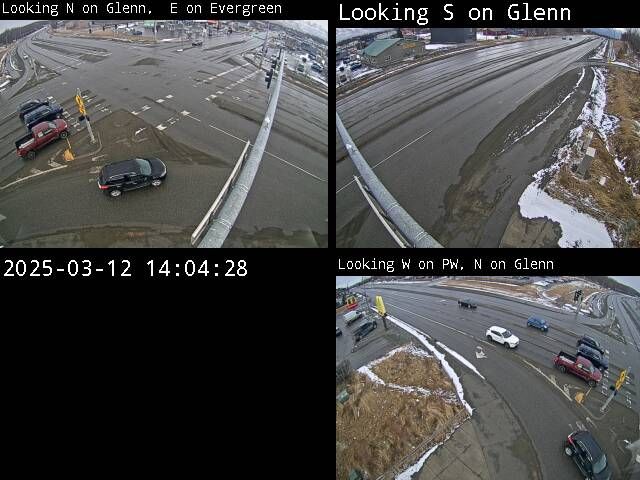 Looking N on Glenn,  E on Evergreen
Looking S on Glenn
2025-03-12 14:04:28
Looking W on PW, N on Glenn